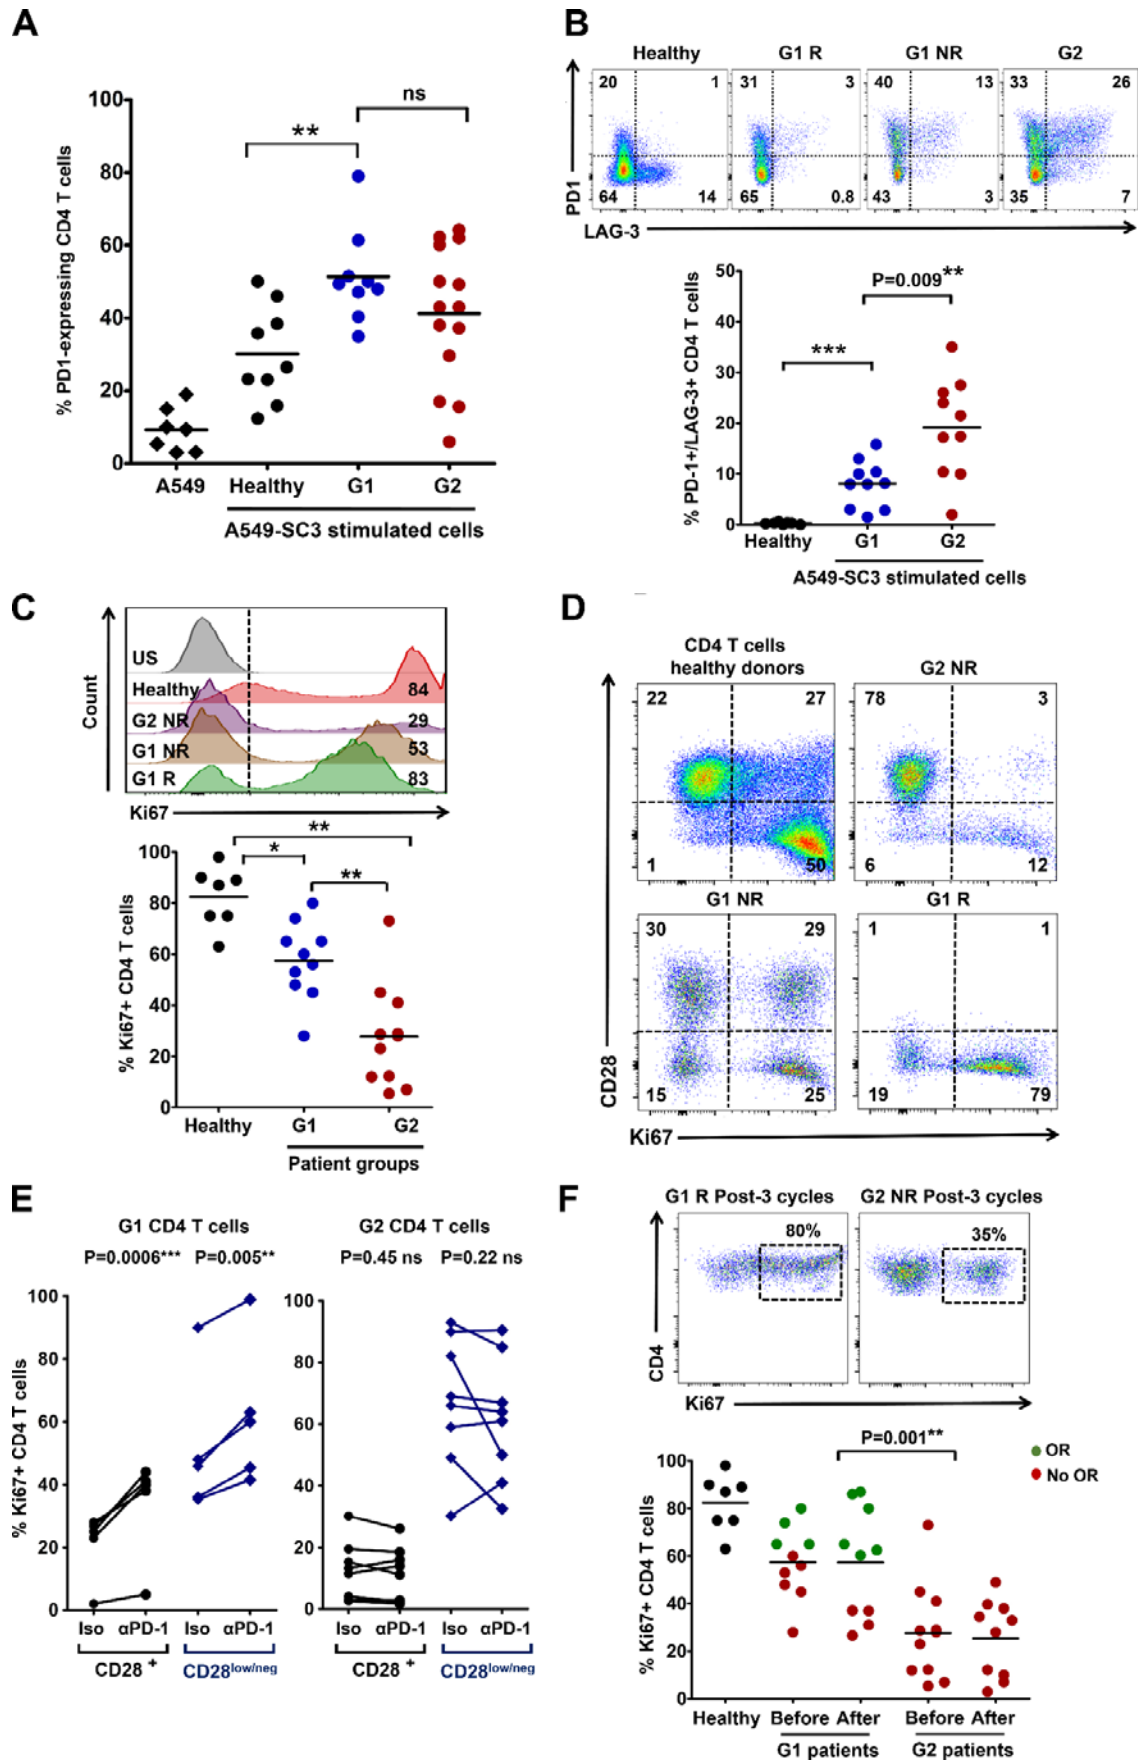 A
% PD1-expressing CD4 T cells
100
80
60
40
20
0
**
ns
A549
Healthy
G1
G2
A549-SC3 stimulated cells
B
Healthy
G1 R
G1 NR
G2
PD1
20
1
64
14
31
3
65
0.8
40
13
43
3
33
26
35
7
LAG-3
% PD-1+/LAG-3+ CD4 T cells
50
40
30
20
10
0
***
P=0.009**
Healthy
G1
G2
A549-SC3 stimulated cells
C
Count
US
Healthy
84
G2 NR
29
G1 NR
53
G1 R
83
Ki67
% Ki67+ CD4 T cells
100
80
60
40
20
0
**
*
**
Healthy
G1
G2
Patient groups
D
CD4 T cells
healthy donors
G2 NR
22
27
1
50
78
3
6
12
G1 NR
G1 R
30
29
15
25
1
1
19
79
CD28
Ki67
E
G1 CD4 T cells
G2 CD4 T cells
P=0.0006***
P=0.005**
P=0.45 ns
P=0.22 ns
% Ki67+ CD4 T cells
100
80
60
40
20
0
100
80
60
40
20
0
Iso
αPD-1
Iso
αPD-1
CD28 +
CD28low/neg
Iso
αPD-1
Iso
αPD-1
CD28 +
CD28low/neg
F
G1 R Post-3 cycles
G2 NR Post-3 cycles
80%
35%
CD4
Ki67
P=0.001**
OR
No OR
% Ki67+ CD4 T cells
100
80
60
40
20
0
Healthy
Before
After
Before
After
G1 patients
G2 patients